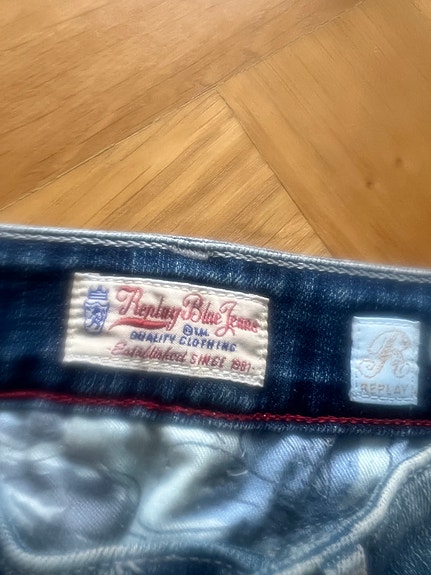 Replay Blue Jeans
QUALITY CLOTHING
Established SINCE 1981
REPLAY